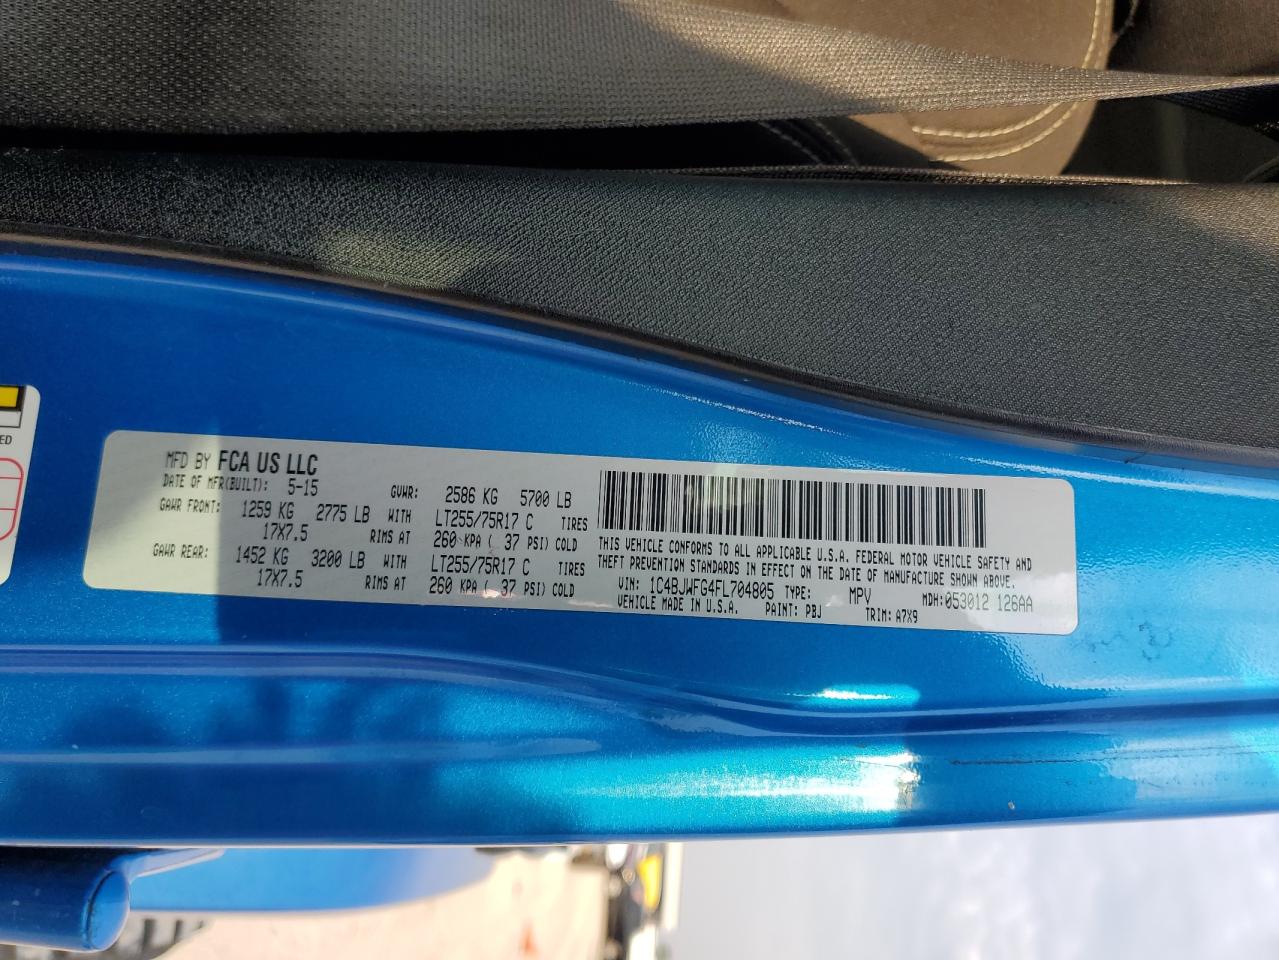 ED
MFD BY FCA US LLC
DATE OF MFR(BUILT): 5-15 GVWR: 2586 KG 5700 LB
GAWR FRONT: 1259 KG 2775 LB WITH LT255/75R17 C TIRES
17X7.5 RIMS AT 260 KPA ( 37 PSI) COLD
GAWR REAR: 1452 KG 3200 LB WITH LT255/75R17 C TIRES
17X7.5 RIMS AT 260 KPA ( 37 PSI) COLD
THIS VEHICLE CONFORMS TO ALL APPLICABLE U.S.A. FEDERAL MOTOR VEHICLE SAFETY AND
THEFT PREVENTION STANDARDS IN EFFECT ON THE DATE OF MANUFACTURE SHOWN ABOVE.
VIN: 1C4BJWFG4FL704805 TYPE: MPV MDH:053012 126AA
VEHICLE MADE IN U.S.A. PAINT: PBJ TRIM: A7X9